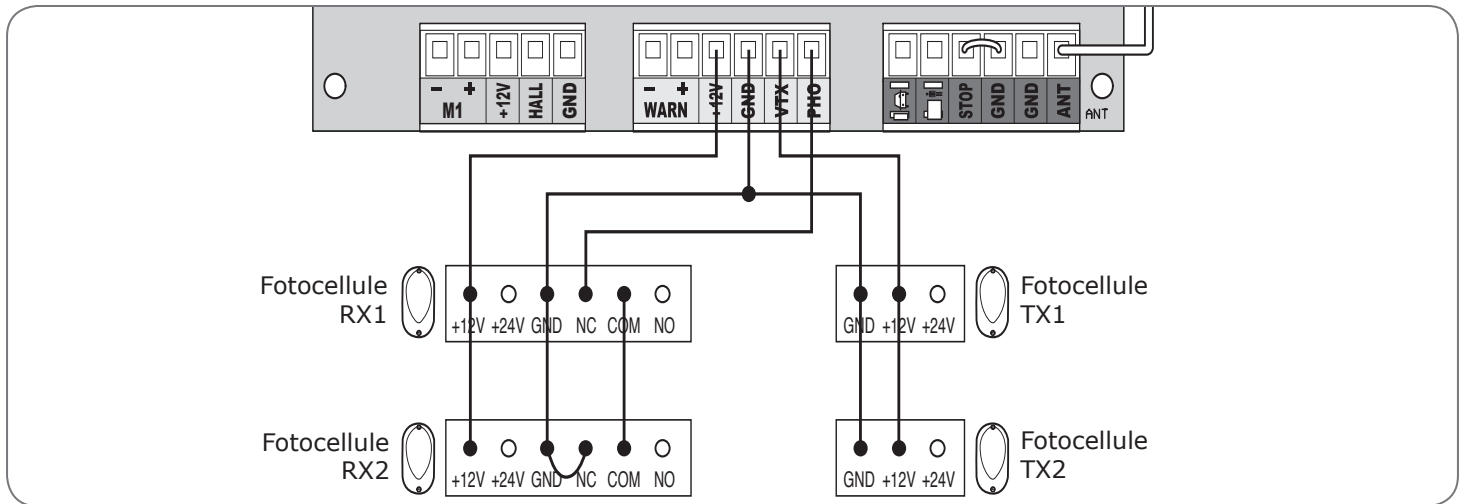 - +
M1
+12V
HALL
GND
- +
WARN
+12V
GND
VTX
PHO
STOP
GND
GND
ANT
ANT
Fotocellule
RX1
+12V +24V GND NC COM NO
Fotocellule
TX1
GND +12V +24V
Fotocellule
RX2
+12V +24V GND NC COM NO
Fotocellule
TX2
GND +12V +24V